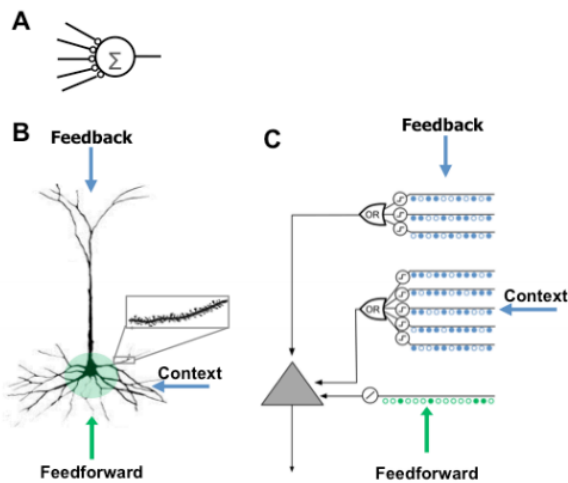 A
Σ
B
Feedback
Context
Feedforward
C
Feedback
OR
OR
Context
Feedforward